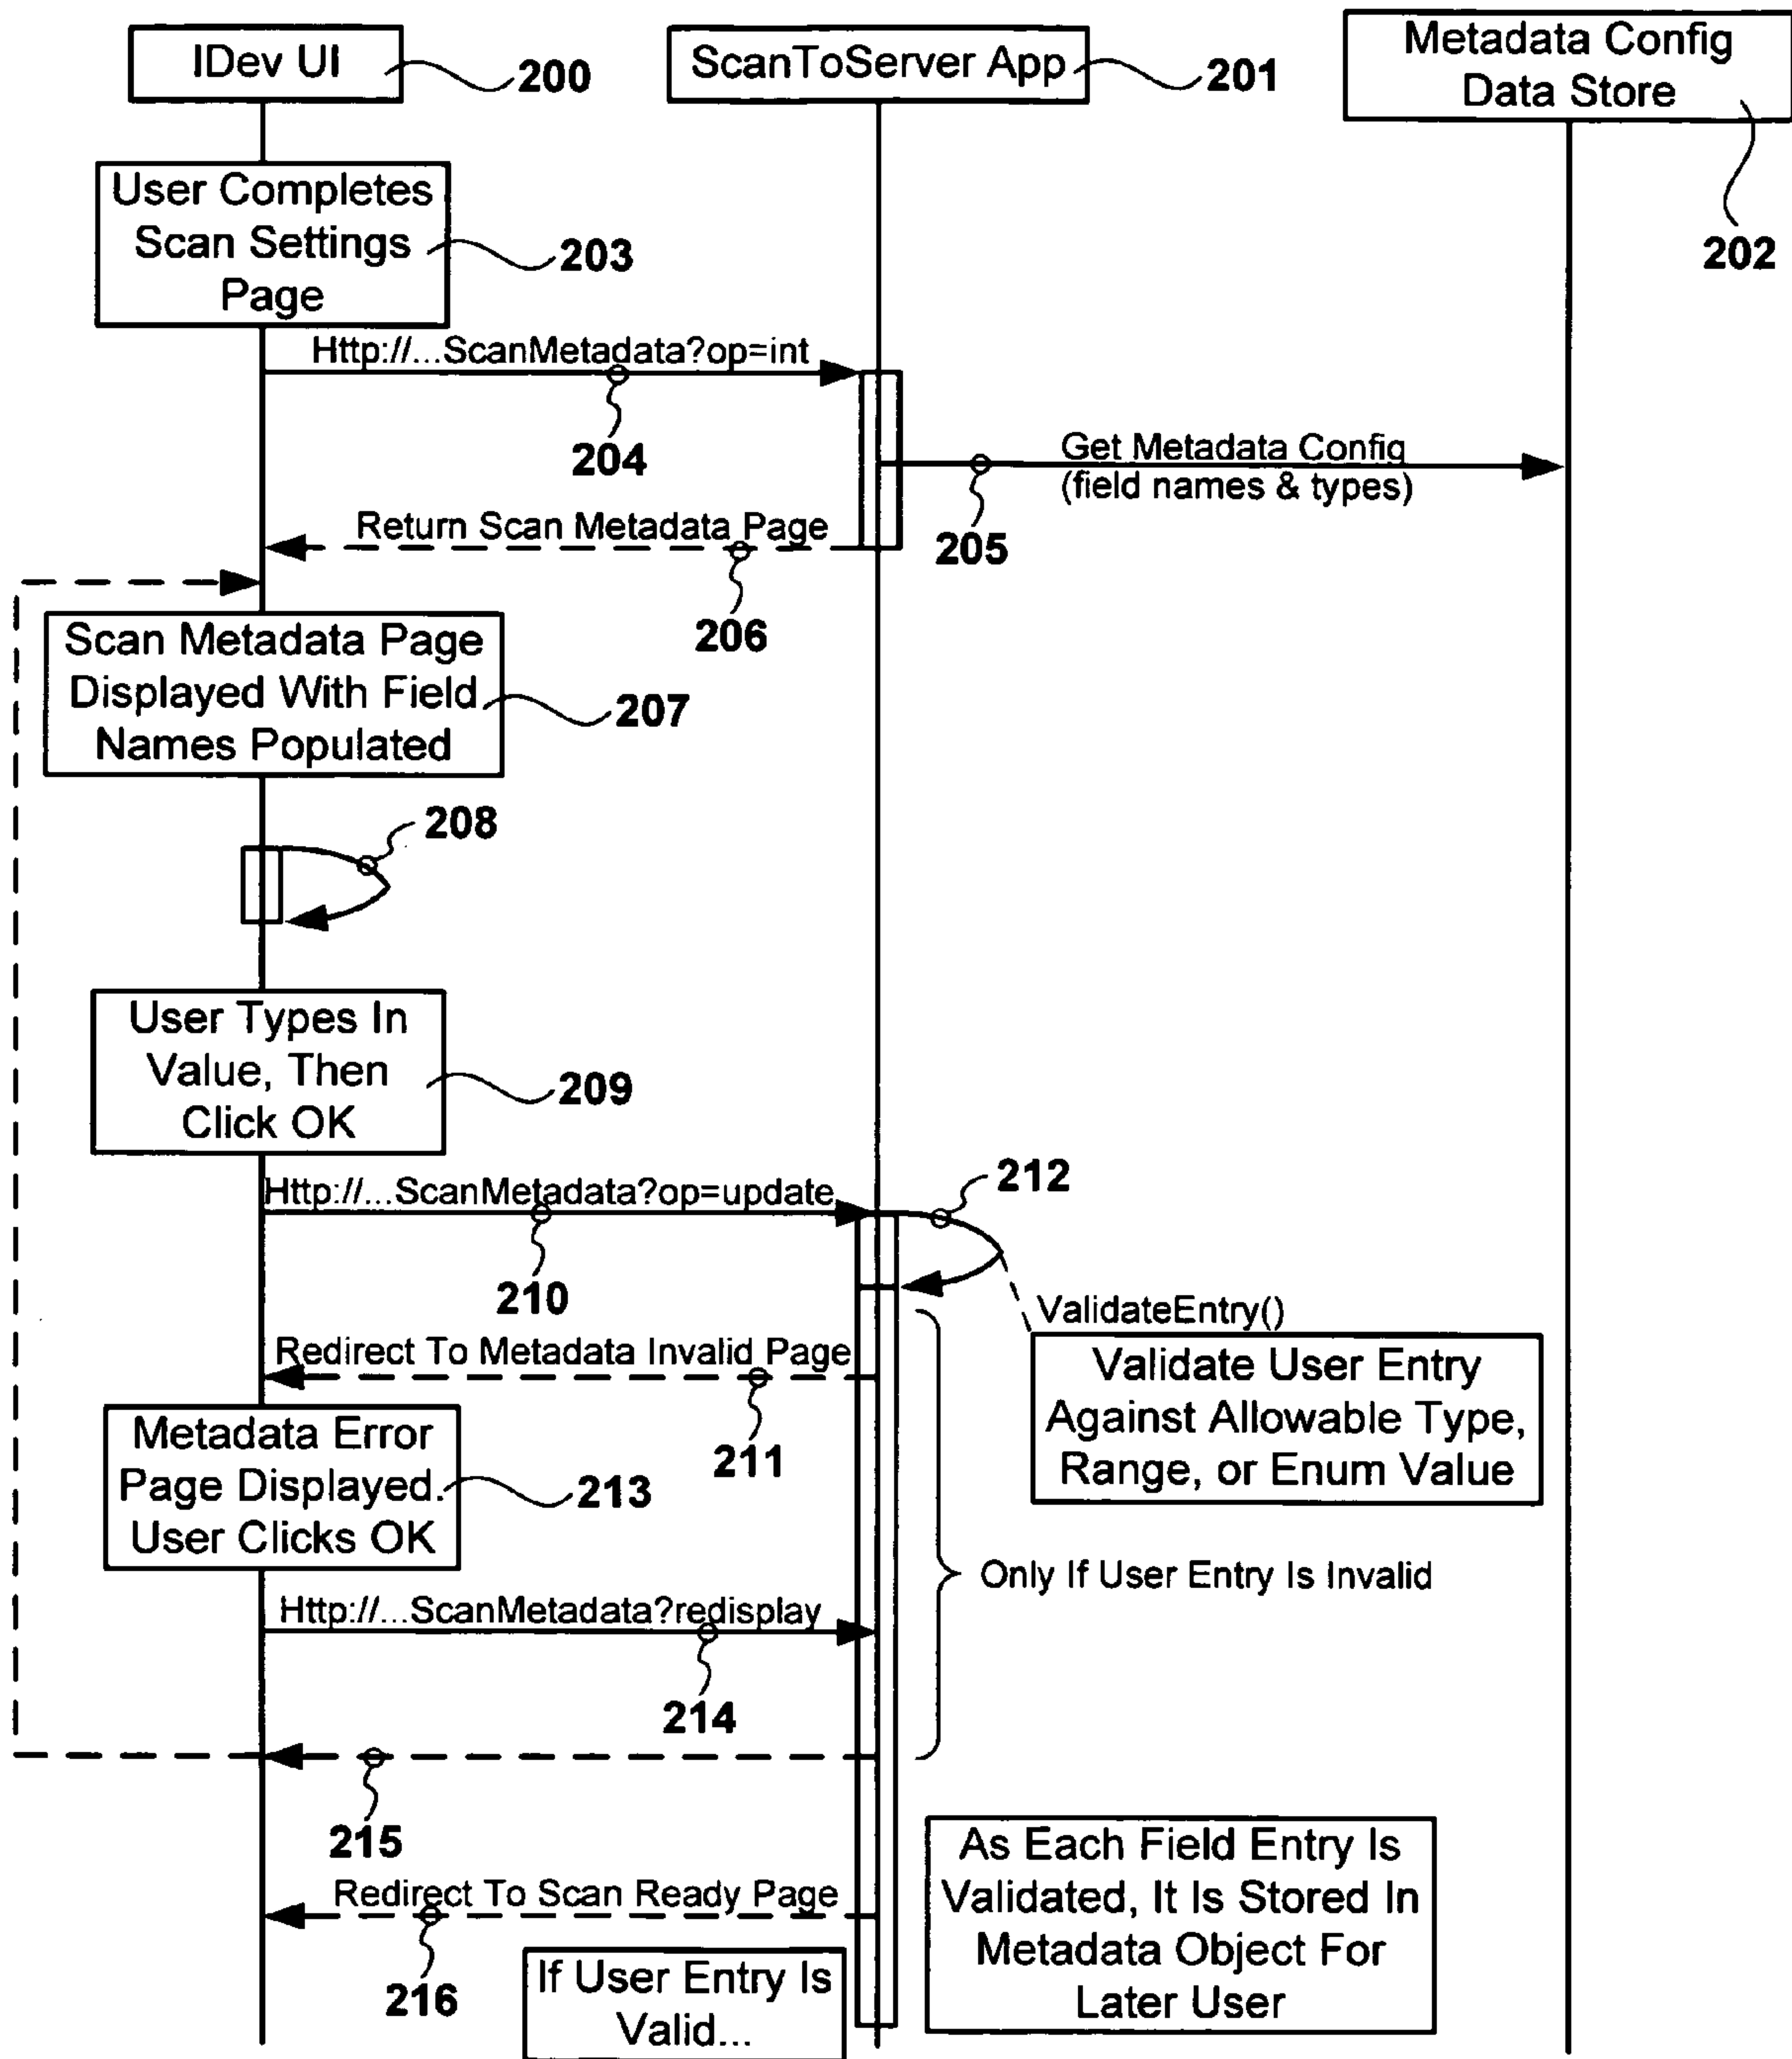 IDev UI
200
ScanToServer App
201
Metadata Config
Data Store
202
User Completes
Scan Settings
Page
203
Http://...ScanMetadata?op=int
204
Get Metadata Config
(field names & types)
205
Return Scan Metadata Page
206
Scan Metadata Page
Displayed With Field
Names Populated
207
208
User Types In
Value, Then
Click OK
209
Http://...ScanMetadata?op=update
210
212
ValidateEntry()
Validate User Entry
Against Allowable Type,
Range, or Enum Value
Redirect To Metadata Invalid Page
211
Metadata Error
Page Displayed.
User Clicks OK
213
Only If User Entry Is Invalid
Http://...ScanMetadata?redisplay
214
215
As Each Field Entry Is
Validated, It Is Stored In
Metadata Object For
Later User
Redirect To Scan Ready Page
216
If User Entry Is
Valid...